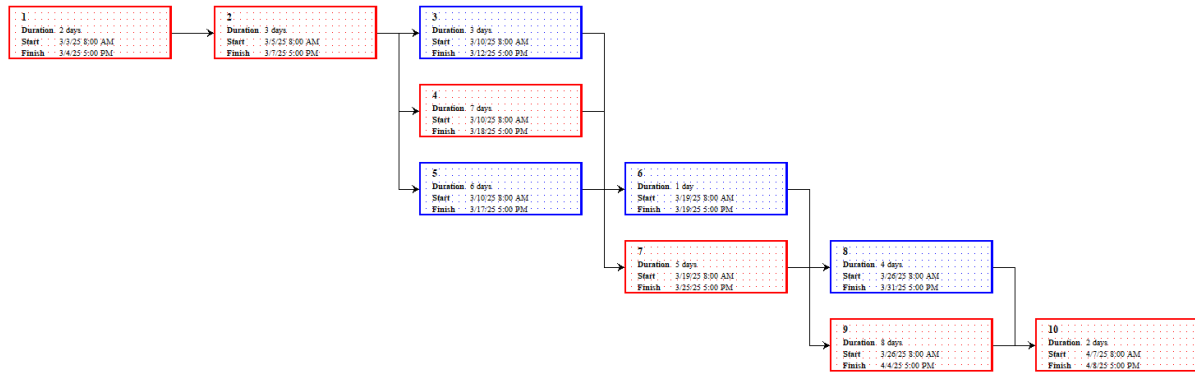 1
Duration 2 days
Start 3/3/25 8:00 AM
Finish 3/4/25 5:00 PM
2
Duration 3 days
Start 3/5/25 8:00 AM
Finish 3/7/25 5:00 PM
3
Duration 3 days
Start 3/10/25 8:00 AM
Finish 3/12/25 5:00 PM
4
Duration 7 days
Start 3/10/25 8:00 AM
Finish 3/18/25 5:00 PM
5
Duration 6 days
Start 3/10/25 8:00 AM
Finish 3/17/25 5:00 PM
6
Duration 1 day
Start 3/19/25 8:00 AM
Finish 3/19/25 5:00 PM
7
Duration 5 days
Start 3/19/25 8:00 AM
Finish 3/25/25 5:00 PM
8
Duration 4 days
Start 3/26/25 8:00 AM
Finish 3/31/25 5:00 PM
9
Duration 8 days
Start 3/26/25 8:00 AM
Finish 4/4/25 5:00 PM
10
Duration 2 days
Start 4/7/25 8:00 AM
Finish 4/8/25 5:00 PM